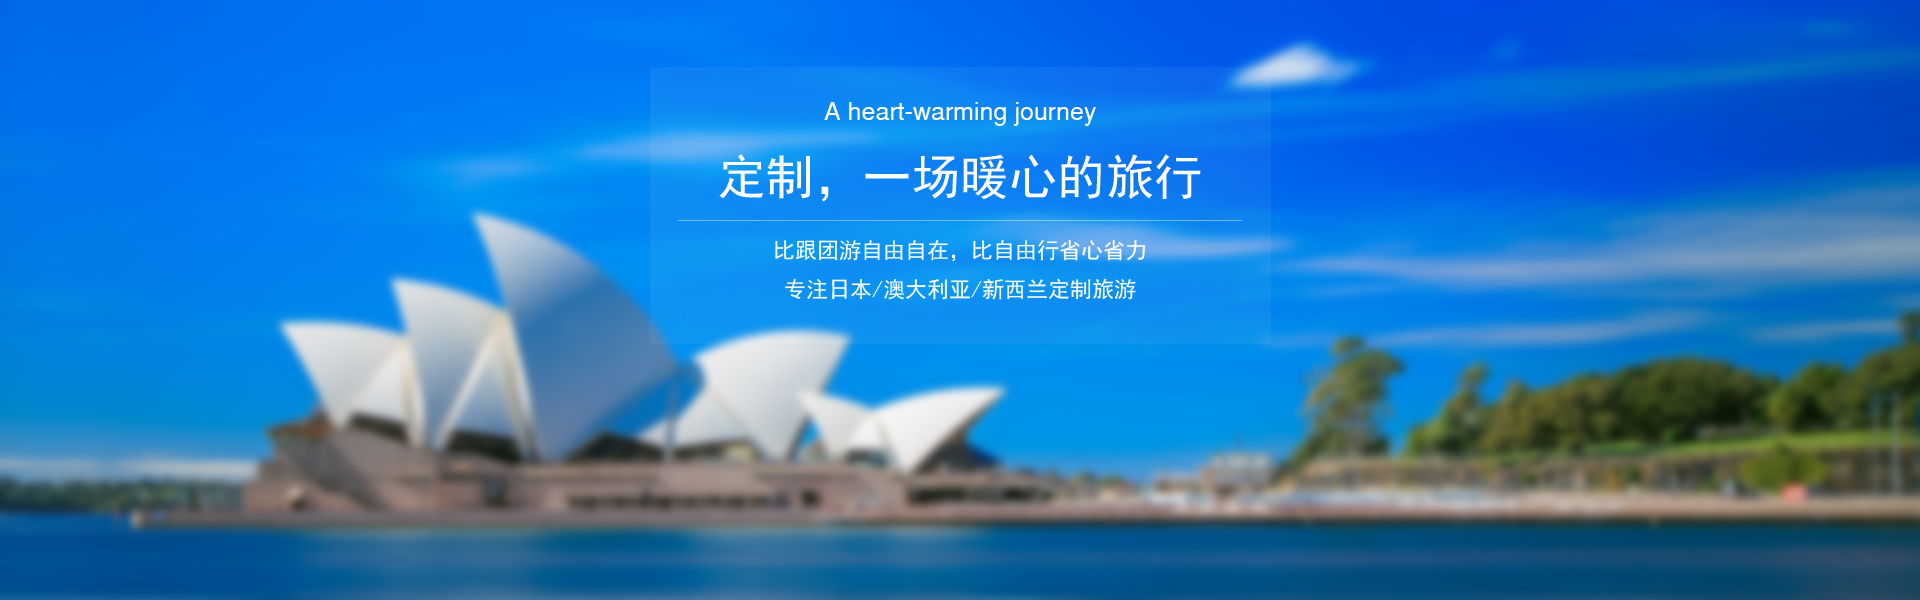 A heart-warming journey
定制，一场暖心的旅行
比跟团游自由自在，比自由行省心省力
专注日本/澳大利亚/新西兰定制旅游